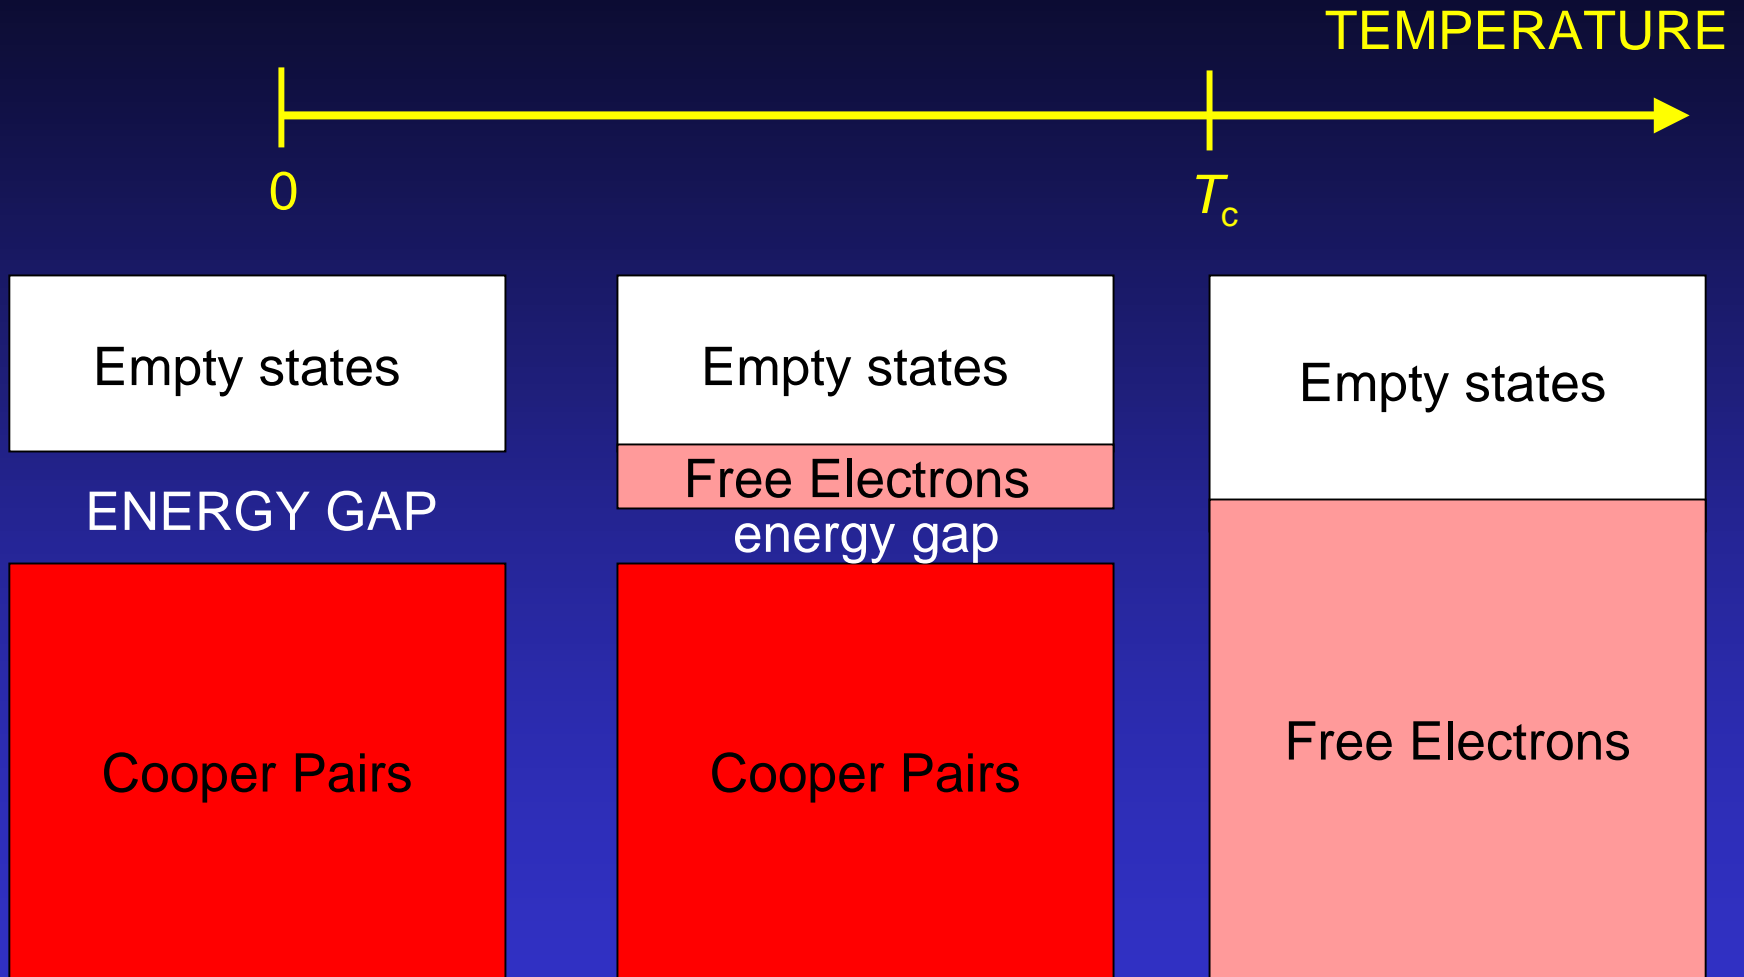 TEMPERATURE
0
Tc
Empty states
Empty states
Empty states
Free Electrons
ENERGY GAP
energy gap
Cooper Pairs
Cooper Pairs
Free Electrons